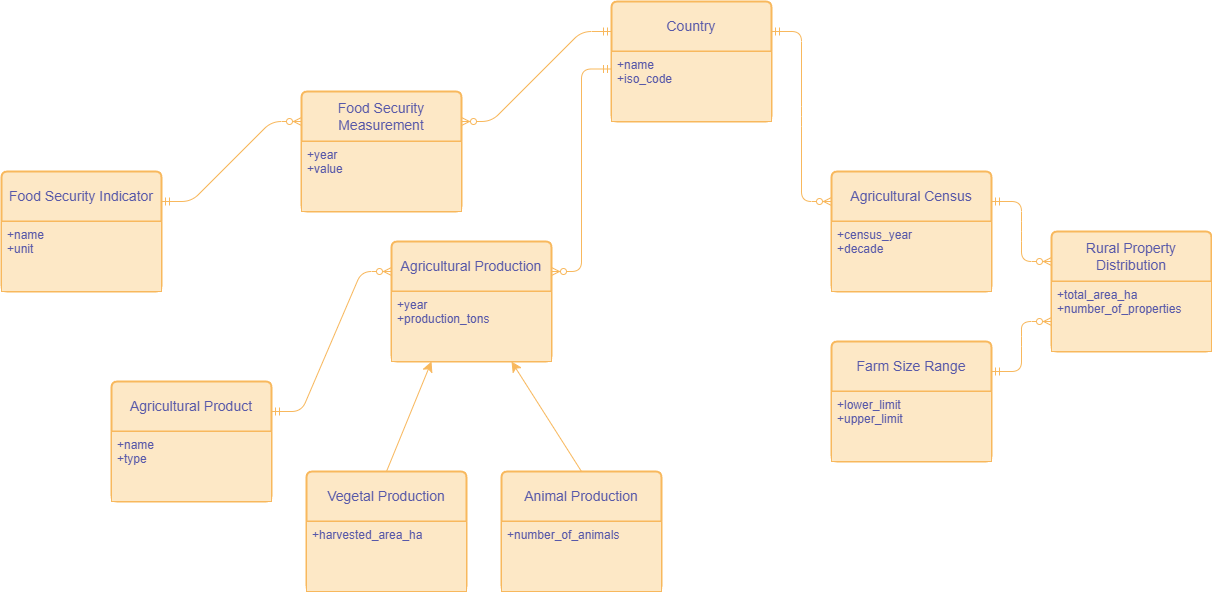 Country
+name
+iso_code
Food Security
Measurement
+year
+value
Food Security Indicator
+name
+unit
Agricultural Census
+census_year
+decade
Rural Property
Distribution
+total_area_ha
+number_of_properties
Agricultural Production
+year
+production_tons
Farm Size Range
+lower_limit
+upper_limit
Agricultural Product
+name
+type
Vegetal Production
+harvested_area_ha
Animal Production
+number_of_animals